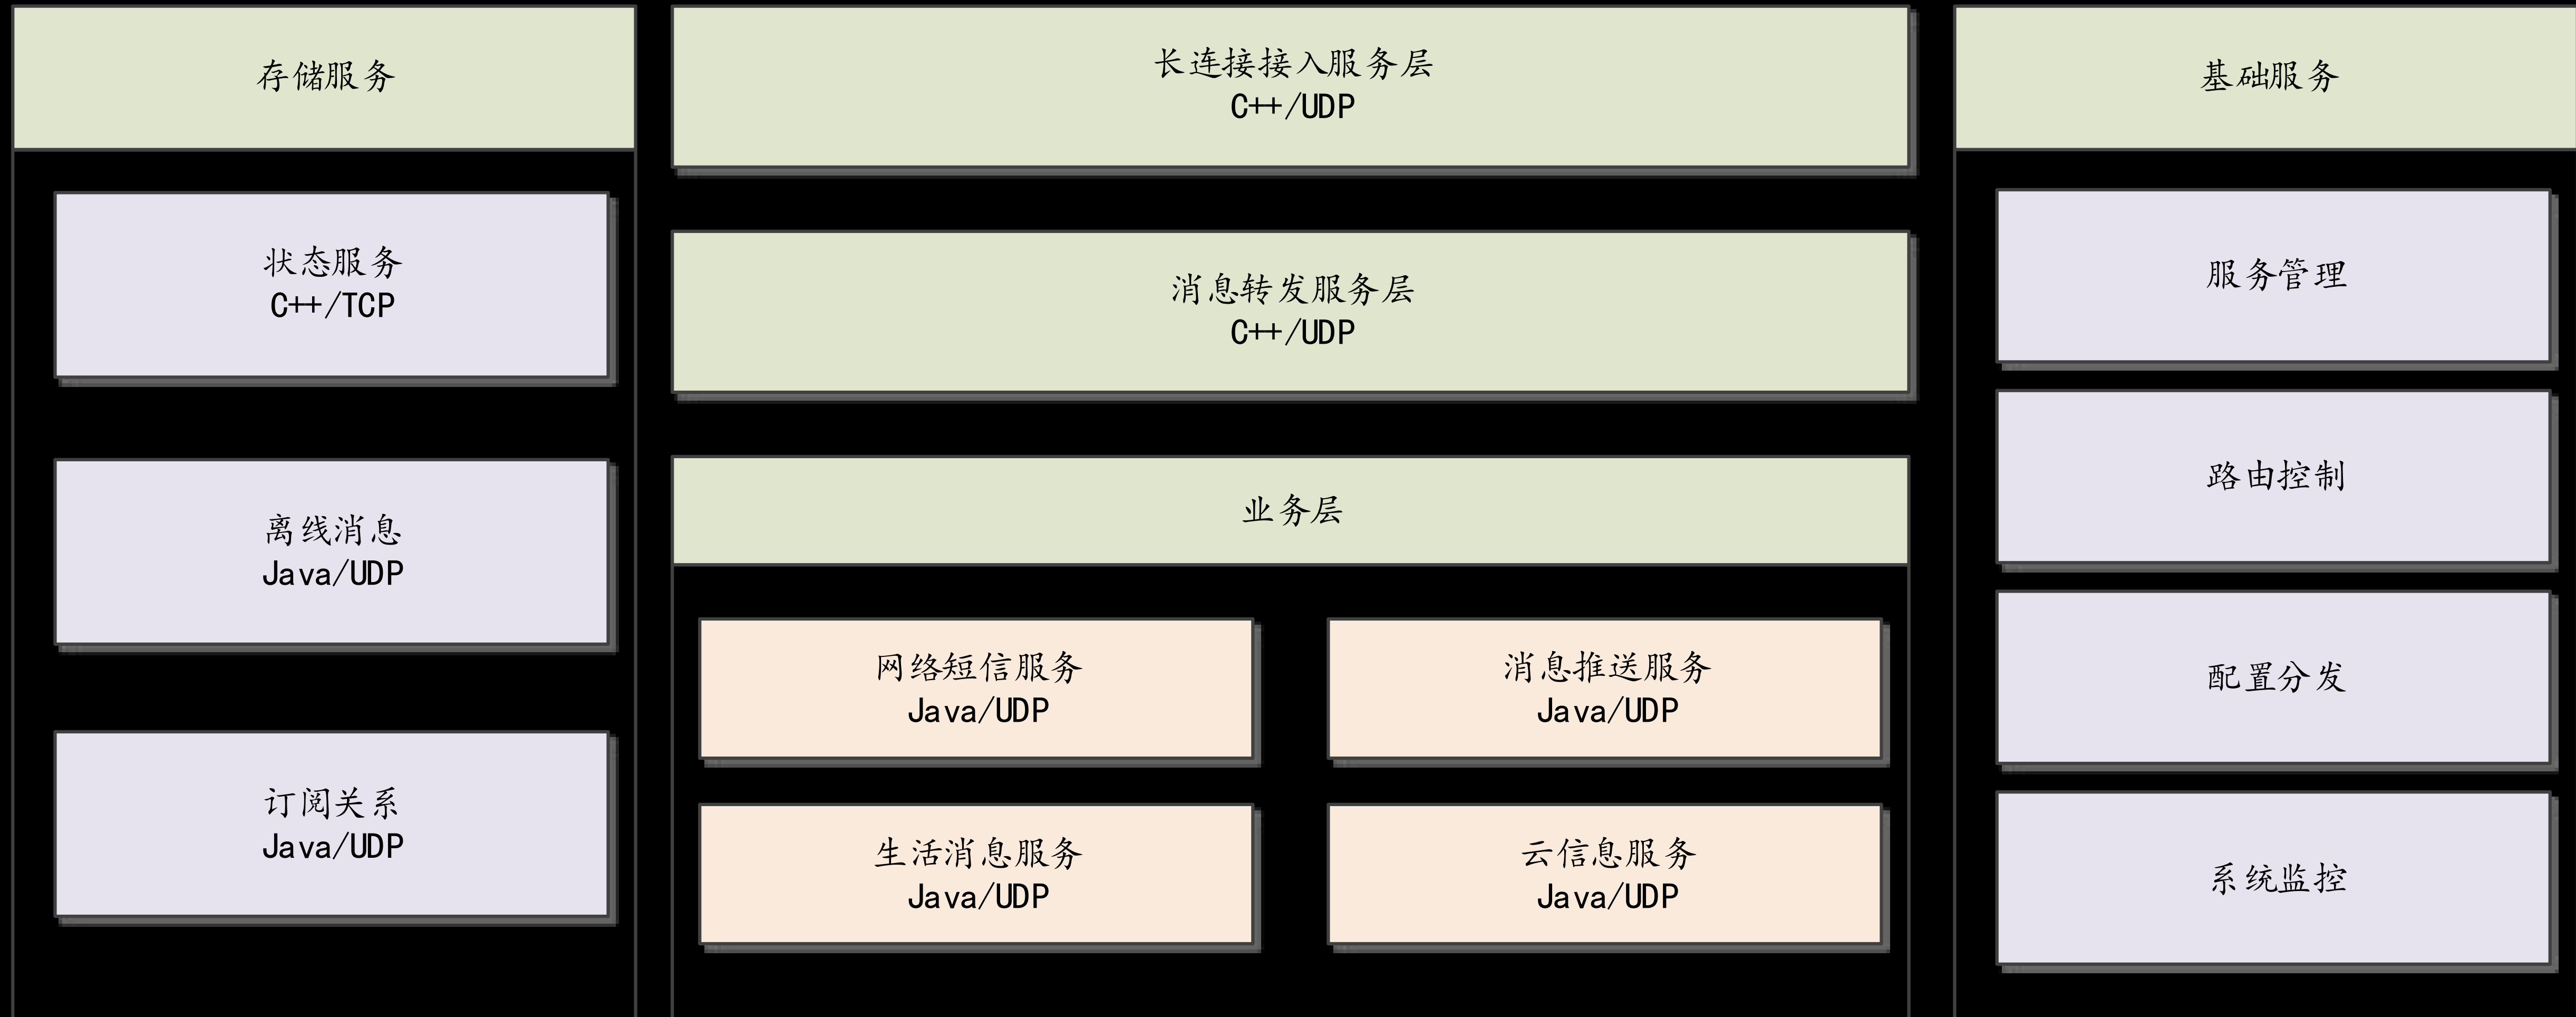 存储服务
状态服务
C++/TCP
离线消息
Java/UDP
订阅关系
Java/UDP
长连接接入服务层
C++/UDP
消息转发服务层
C++/UDP
业务层
网络短信服务
Java/UDP
消息推送服务
Java/UDP
生活消息服务
Java/UDP
云信息服务
Java/UDP
基础服务
服务管理
路由控制
配置分发
系统监控